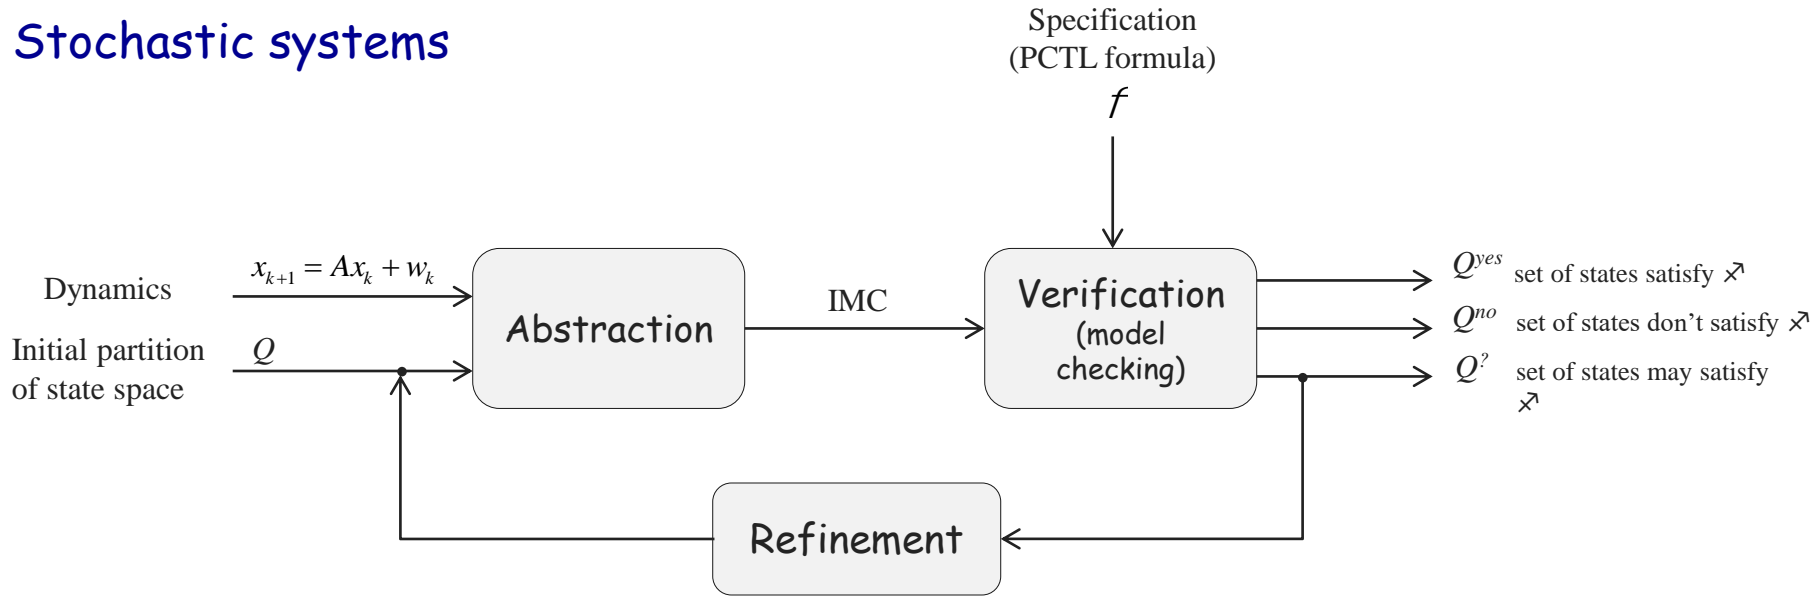 Stochastic systems
Specification
(PCTL formula)
f
Dynamics
x_{k+1} = Ax_k + w_k
Initial partition
of state space
Q
Abstraction
IMC
Verification
(model
checking)
Q^{yes} set of states satisfy ♐
Q^{no} set of states don't satisfy ♐
Q^{?} set of states may satisfy
♐
Refinement